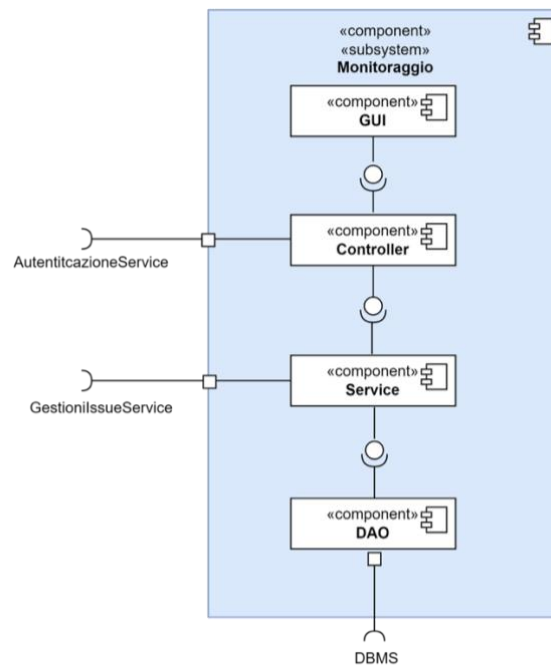 «component»
«subsystem»
Monitoraggio
«component»
GUI
«component»
Controller
AutentitcazioneService
«component»
Service
GestioniIssueService
«component»
DAO
DBMS